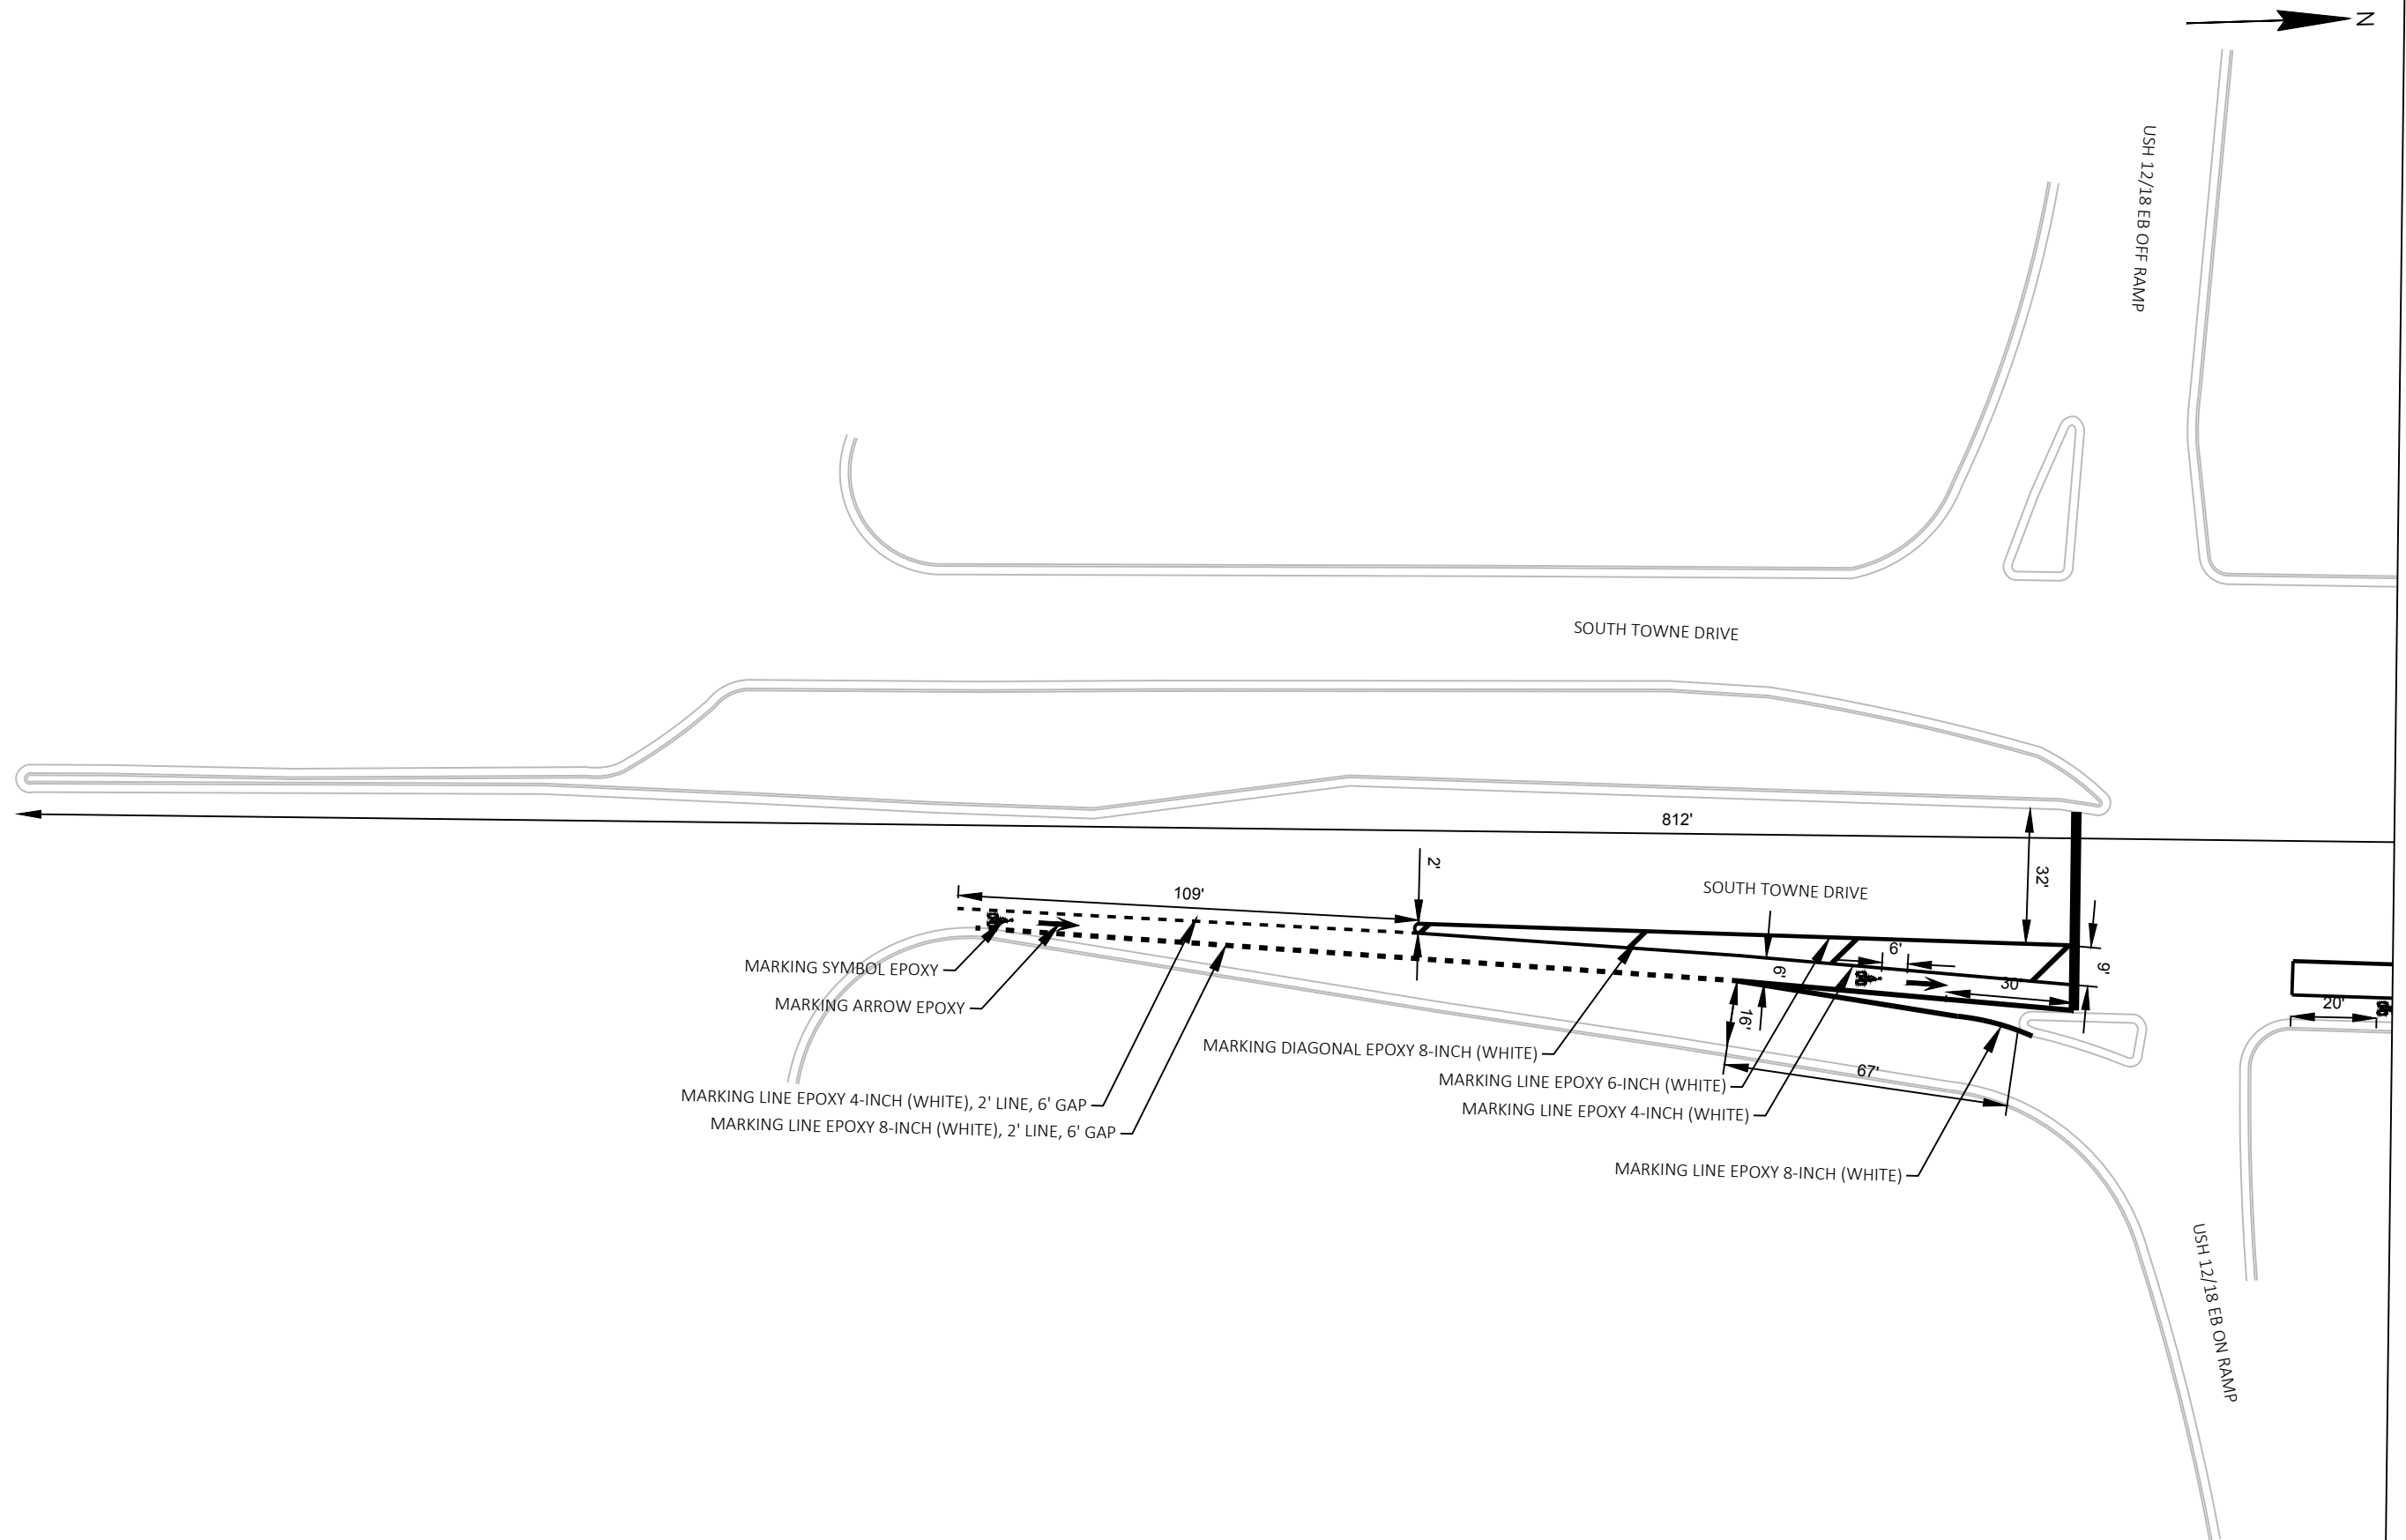 N
USH 12/18 EB OFF RAMP
SOUTH TOWNE DRIVE
812'
2'
109'
SOUTH TOWNE DRIVE
32'
6'
9'
6'
30'
20'
16'
67'
MARKING SYMBOL EPOXY
MARKING ARROW EPOXY
MARKING DIAGONAL EPOXY 8-INCH (WHITE)
MARKING LINE EPOXY 6-INCH (WHITE)
MARKING LINE EPOXY 4-INCH (WHITE)
MARKING LINE EPOXY 4-INCH (WHITE), 2' LINE, 6' GAP
MARKING LINE EPOXY 8-INCH (WHITE), 2' LINE, 6' GAP
MARKING LINE EPOXY 8-INCH (WHITE)
USH 12/18 EB ON RAMP